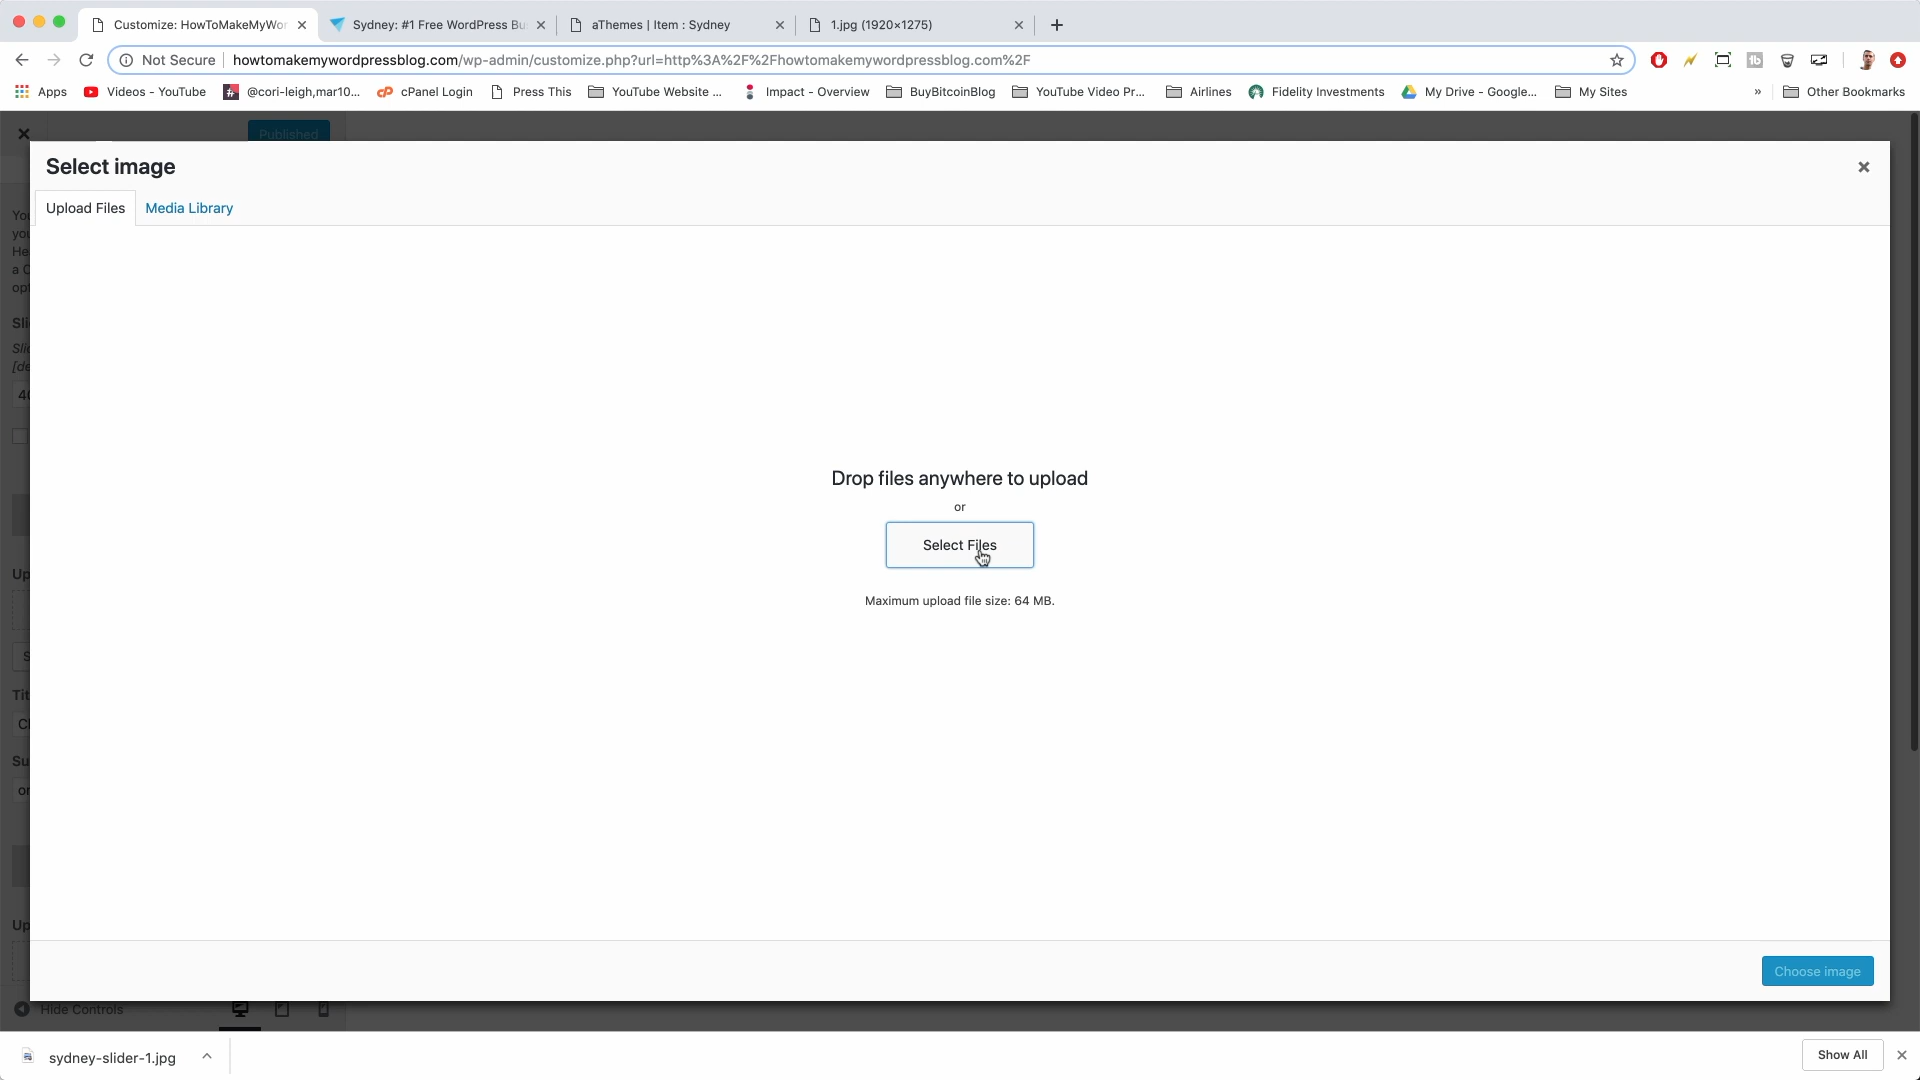 Customize: HowToMakeMyWor
Sydney: #1 Free WordPress Bu
aThemes | Item : Sydney
1.jpg (1920×1275)
Not Secure
howtomakemywordpressblog.com/wp-admin/customize.php?url=http%3A%2F%2Fhowtomakemywordpressblog.com%2F
Apps
Videos - YouTube
@cori-leigh,mar10...
cPanel Login
Press This
YouTube Website ...
Impact - Overview
BuyBitcoinBlog
YouTube Video Pr...
Airlines
Fidelity Investments
My Drive - Google...
My Sites
»
Other Bookmarks
Published
Select image
Upload Files
Media Library
Drop files anywhere to upload
or
Select Files
Maximum upload file size: 64 MB.
Choose image
Hide Controls
sydney-slider-1.jpg
Show All